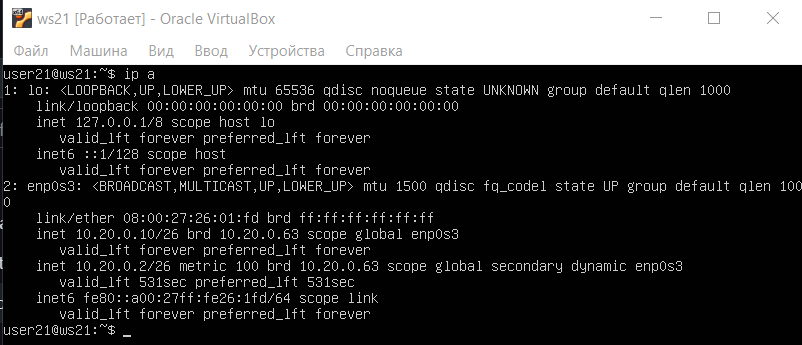 ws21 [Работает] - Oracle VirtualBox
Файл Машина Вид Ввод Устройства Справка
user21@ws21:~$ ip a
1: lo: <LOOPBACK,UP,LOWER_UP> mtu 65536 qdisc noqueue state UNKNOWN group default qlen 1000
    link/loopback 00:00:00:00:00:00 brd 00:00:00:00:00:00
    inet 127.0.0.1/8 scope host lo
       valid_lft forever preferred_lft forever
    inet6 ::1/128 scope host
       valid_lft forever preferred_lft forever
2: enp0s3: <BROADCAST,MULTICAST,UP,LOWER_UP> mtu 1500 qdisc fq_codel state UP group default qlen 100
0
    link/ether 08:00:27:26:01:fd brd ff:ff:ff:ff:ff:ff
    inet 10.20.0.10/26 brd 10.20.0.63 scope global enp0s3
       valid_lft forever preferred_lft forever
    inet 10.20.0.2/26 metric 100 brd 10.20.0.63 scope global secondary dynamic enp0s3
       valid_lft 531sec preferred_lft 531sec
    inet6 fe80::a00:27ff:fe26:1fd/64 scope link
       valid_lft forever preferred_lft forever
user21@ws21:~$ _